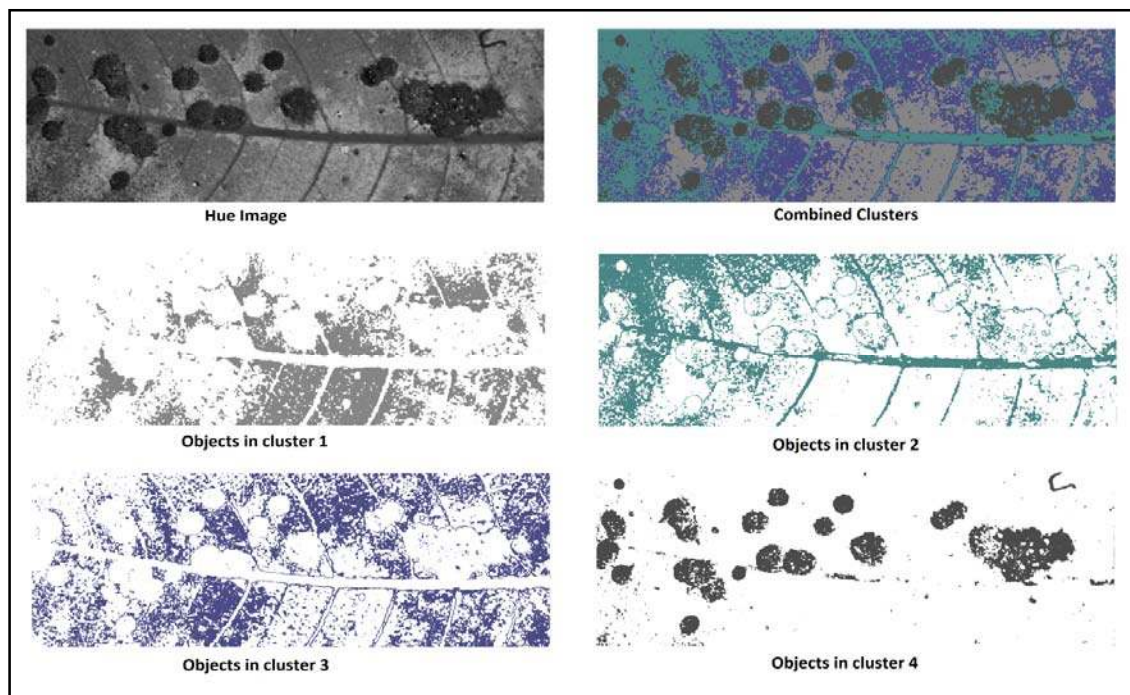 Hue Image
Combined Clusters
Objects in cluster 1
Objects in cluster 2
Objects in cluster 3
Objects in cluster 4